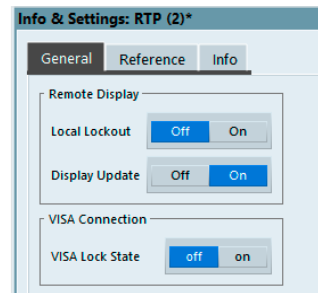 Info & Settings: RTP (2)*
General Reference Info
Remote Display
Local Lockout Off On
Display Update Off On
VISA Connection
VISA Lock State off on